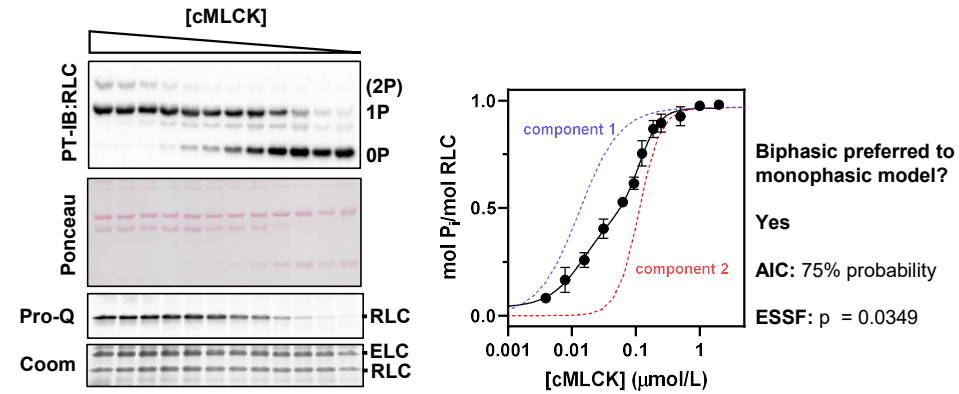 [cMLCK]
PT-IB:RLC
(2P)
1P
0P
Ponceau
Pro-Q
RLC
Coom
ELC
RLC
mol Pi/mol RLC
1.0
0.5
0.0
component 1
component 2
0.001
0.01
0.1
1
[cMLCK] (μmol/L)
Biphasic preferred to
monophasic model?
Yes
AIC: 75% probability
ESSF: p = 0.0349